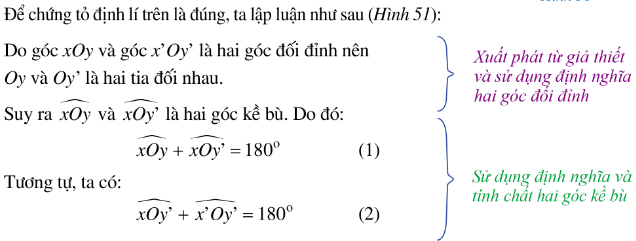 Để chứng tỏ định lí trên là đúng, ta lập luận như sau (Hình 51):
Do góc xOy và góc x’Oy’ là hai góc đối đỉnh nên
Oy và Oy’ là hai tia đối nhau.
Xuất phát từ giả thiết
và sử dụng định nghĩa
hai góc đối đỉnh
Suy ra xOy và xOy’ là hai góc kề bù. Do đó:
xOy + xOy’ = 180⁰ (1)
Tương tự, ta có:
xOy’ + x’Oy’ = 180⁰ (2)
Sử dụng định nghĩa và
tính chất hai góc kề bù